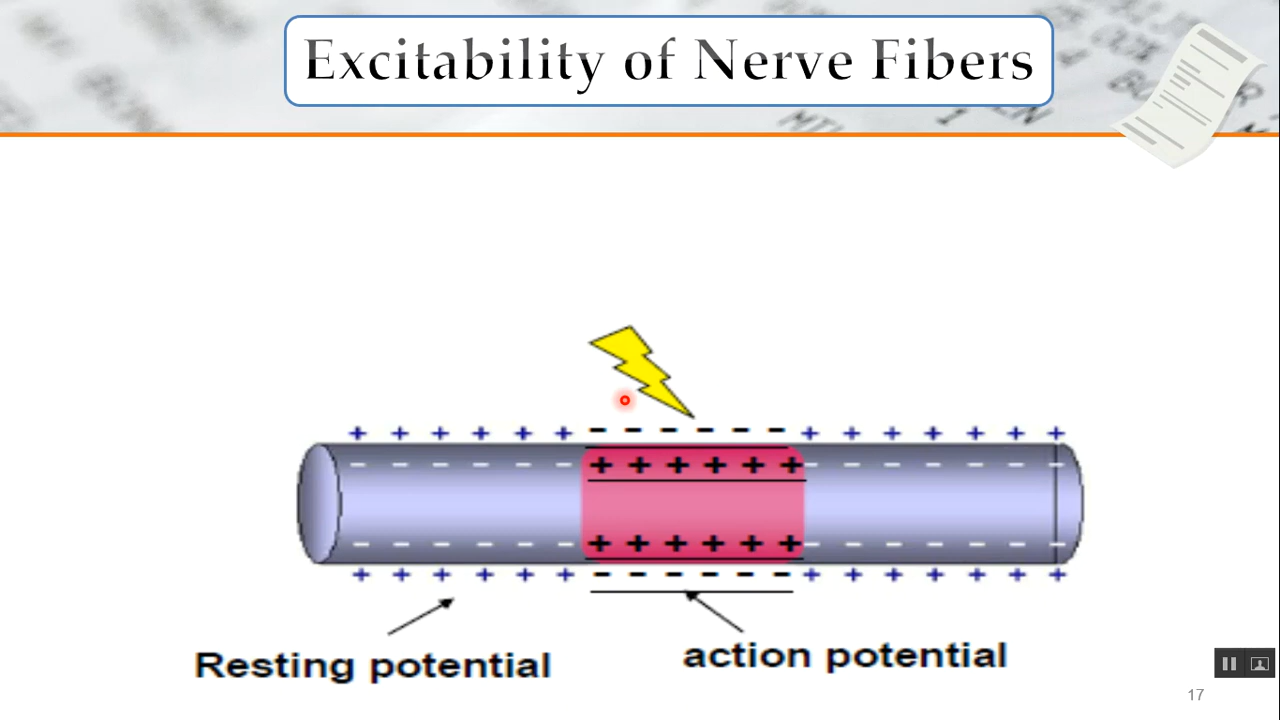 Excitability of Nerve Fibers
+ + + + + + - - - - - - + + + + + + +
- - - - - - + + + + + + - - - - - - -
- - - - - - + + + + + + - - - - - - -
+ + + + + + - - - - - - + + + + + + +
Resting potential
action potential
17